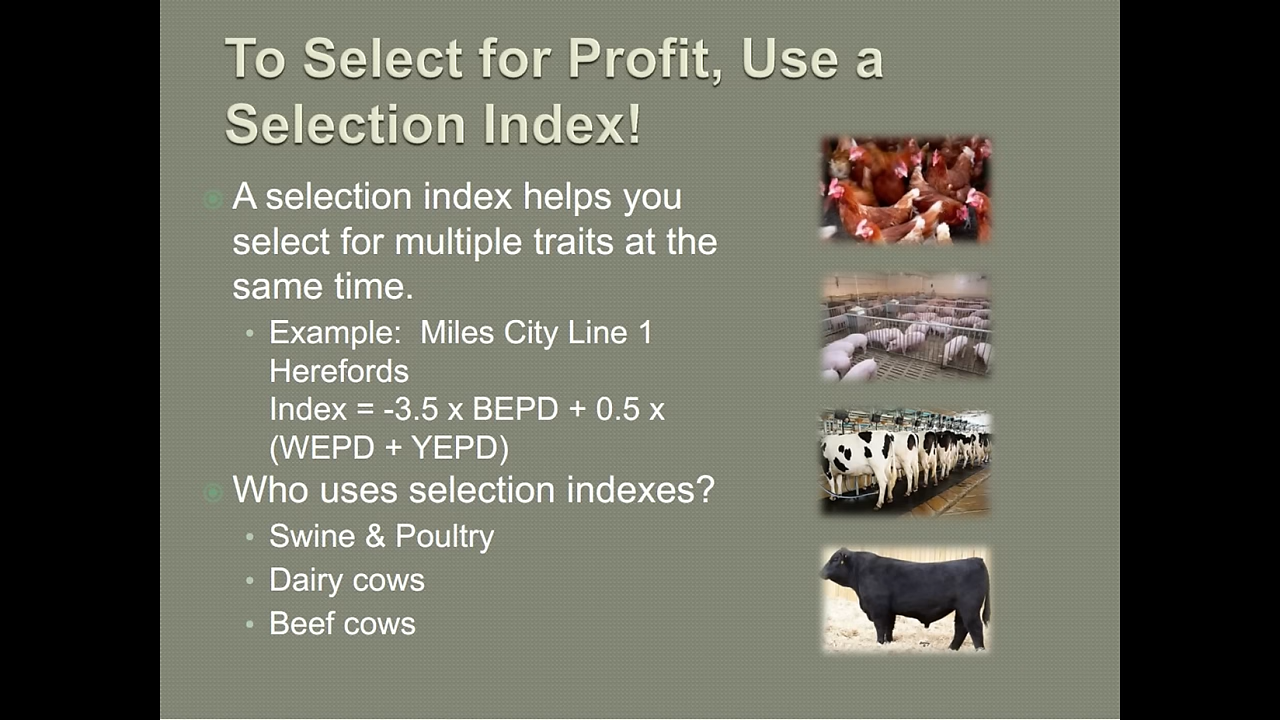 To Select for Profit, Use a
Selection Index!
A selection index helps you
select for multiple traits at the
same time.
• Example:  Miles City Line 1
Herefords
Index = -3.5 x BEPD + 0.5 x
(WEPD + YEPD)
Who uses selection indexes?
• Swine & Poultry
• Dairy cows
• Beef cows